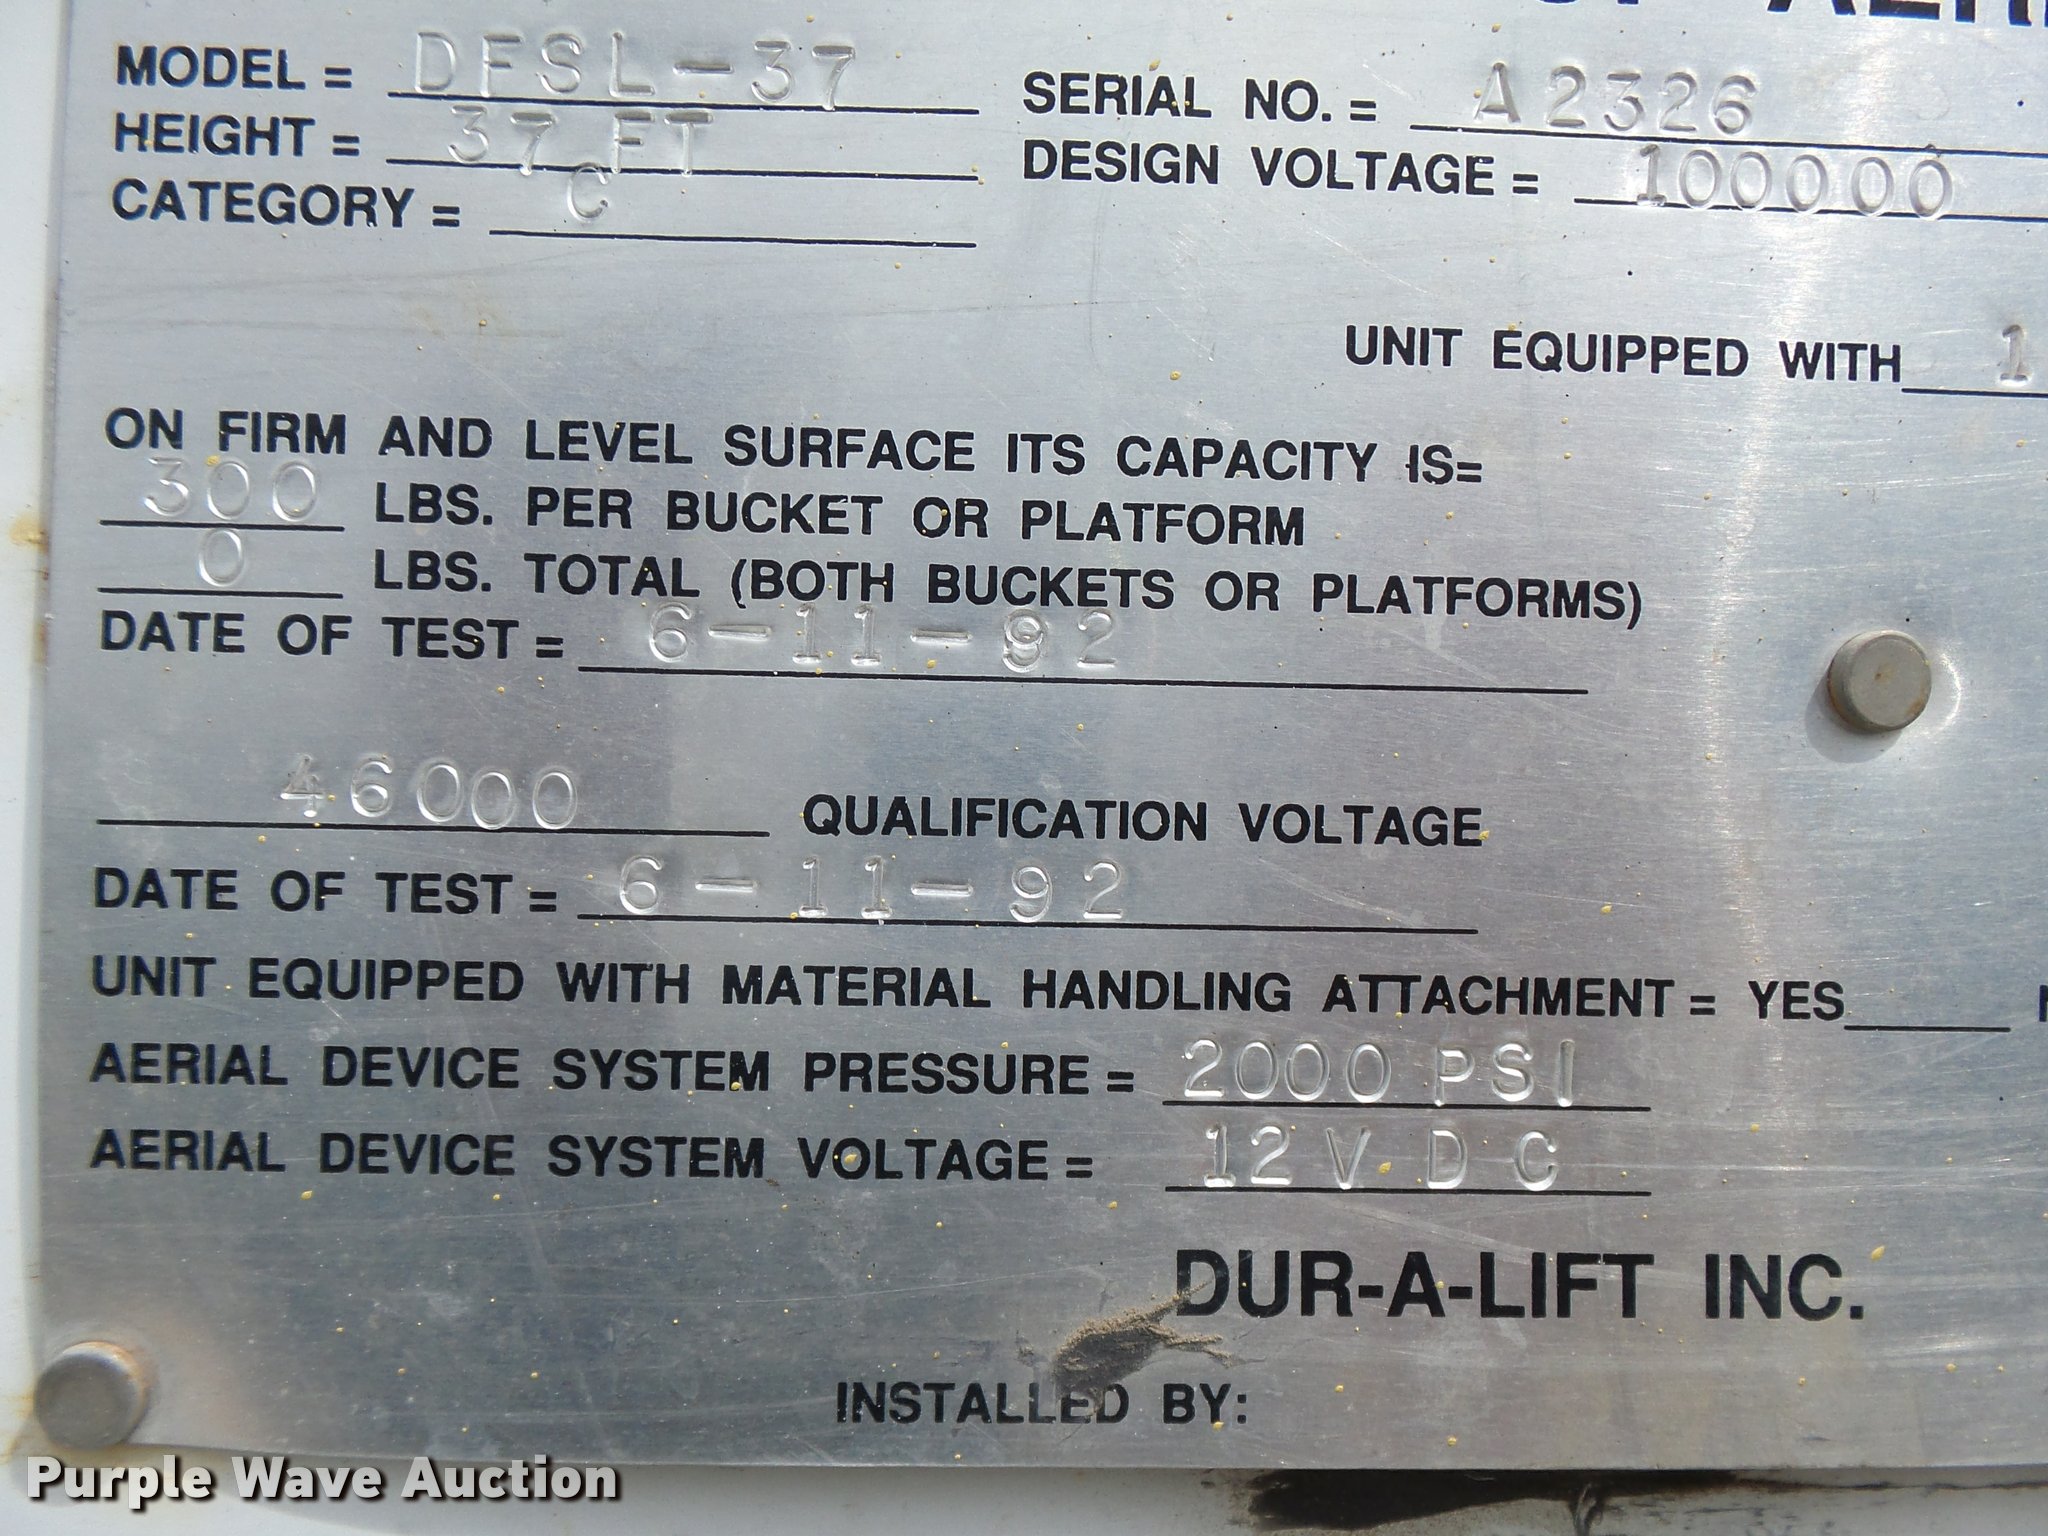 MODEL = DFSL-37
HEIGHT = 37 FT
CATEGORY = C
SERIAL NO. = A2326
DESIGN VOLTAGE = 100000
UNIT EQUIPPED WITH 1
ON FIRM AND LEVEL SURFACE ITS CAPACITY IS=
300 LBS. PER BUCKET OR PLATFORM
0 LBS. TOTAL (BOTH BUCKETS OR PLATFORMS)
DATE OF TEST = 6-11-92
46000 QUALIFICATION VOLTAGE
DATE OF TEST = 6-11-92
UNIT EQUIPPED WITH MATERIAL HANDLING ATTACHMENT = YES
AERIAL DEVICE SYSTEM PRESSURE = 2000 PSI
AERIAL DEVICE SYSTEM VOLTAGE = 12 V D C
DUR-A-LIFT INC.
INSTALLED BY:
Purple Wave Auction